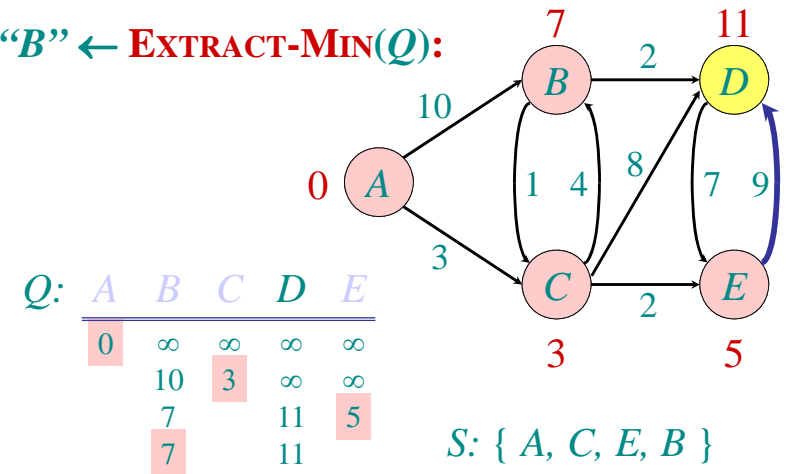 “B” ← EXTRACT-MIN(Q):
7
11
B
2
D
10
8
0
A
1
4
7
9
3
Q: A B C D E
C
2
E
0 ∞ ∞ ∞ ∞
3
5
10 3 ∞ ∞
7 11 5
7 11
S: { A, C, E, B }